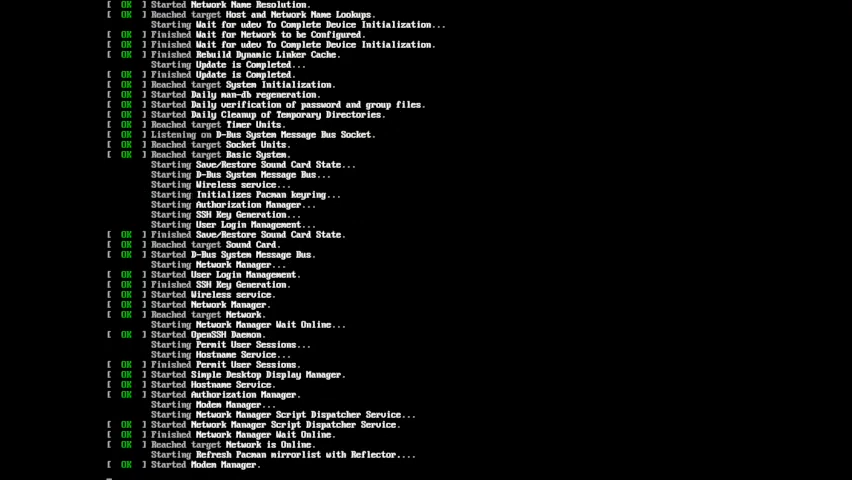 [  OK  ] Started Network Name Resolution.
[  OK  ] Reached target Host and Network Name Lookups.
Starting Wait for udev To Complete Device Initialization...
[  OK  ] Finished Wait for Network to be Configured.
[  OK  ] Finished Wait for udev To Complete Device Initialization.
[  OK  ] Finished Rebuild Dynamic Linker Cache.
Starting Update is Completed...
[  OK  ] Finished Update is Completed.
[  OK  ] Reached target System Initialization.
[  OK  ] Started Daily man-db regeneration.
[  OK  ] Started Daily verification of password and group files.
[  OK  ] Started Daily Cleanup of Temporary Directories.
[  OK  ] Reached target Timer Units.
[  OK  ] Listening on D-Bus System Message Bus Socket.
[  OK  ] Reached target Socket Units.
[  OK  ] Reached target Basic System.
Starting Save/Restore Sound Card State...
Starting D-Bus System Message Bus...
Starting Wireless service...
Starting Initializes Pacman keyring...
Starting Authorization Manager...
Starting SSH Key Generation...
Starting User Login Management...
[  OK  ] Finished Save/Restore Sound Card State.
[  OK  ] Reached target Sound Card.
[  OK  ] Started D-Bus System Message Bus.
Starting Network Manager...
[  OK  ] Started User Login Management.
[  OK  ] Finished SSH Key Generation.
[  OK  ] Started Wireless service.
[  OK  ] Started Network Manager.
[  OK  ] Reached target Network.
Starting Network Manager Wait Online...
[  OK  ] Started OpenSSH Daemon.
Starting Permit User Sessions...
Starting Hostname Service...
[  OK  ] Finished Permit User Sessions.
[  OK  ] Started Simple Desktop Display Manager.
[  OK  ] Started Hostname Service.
[  OK  ] Started Authorization Manager.
Starting Modem Manager...
Starting Network Manager Script Dispatcher Service...
[  OK  ] Started Network Manager Script Dispatcher Service.
[  OK  ] Finished Network Manager Wait Online.
[  OK  ] Reached target Network is Online.
Starting Refresh Pacman mirrorlist with Reflector....
[  OK  ] Started Modem Manager.